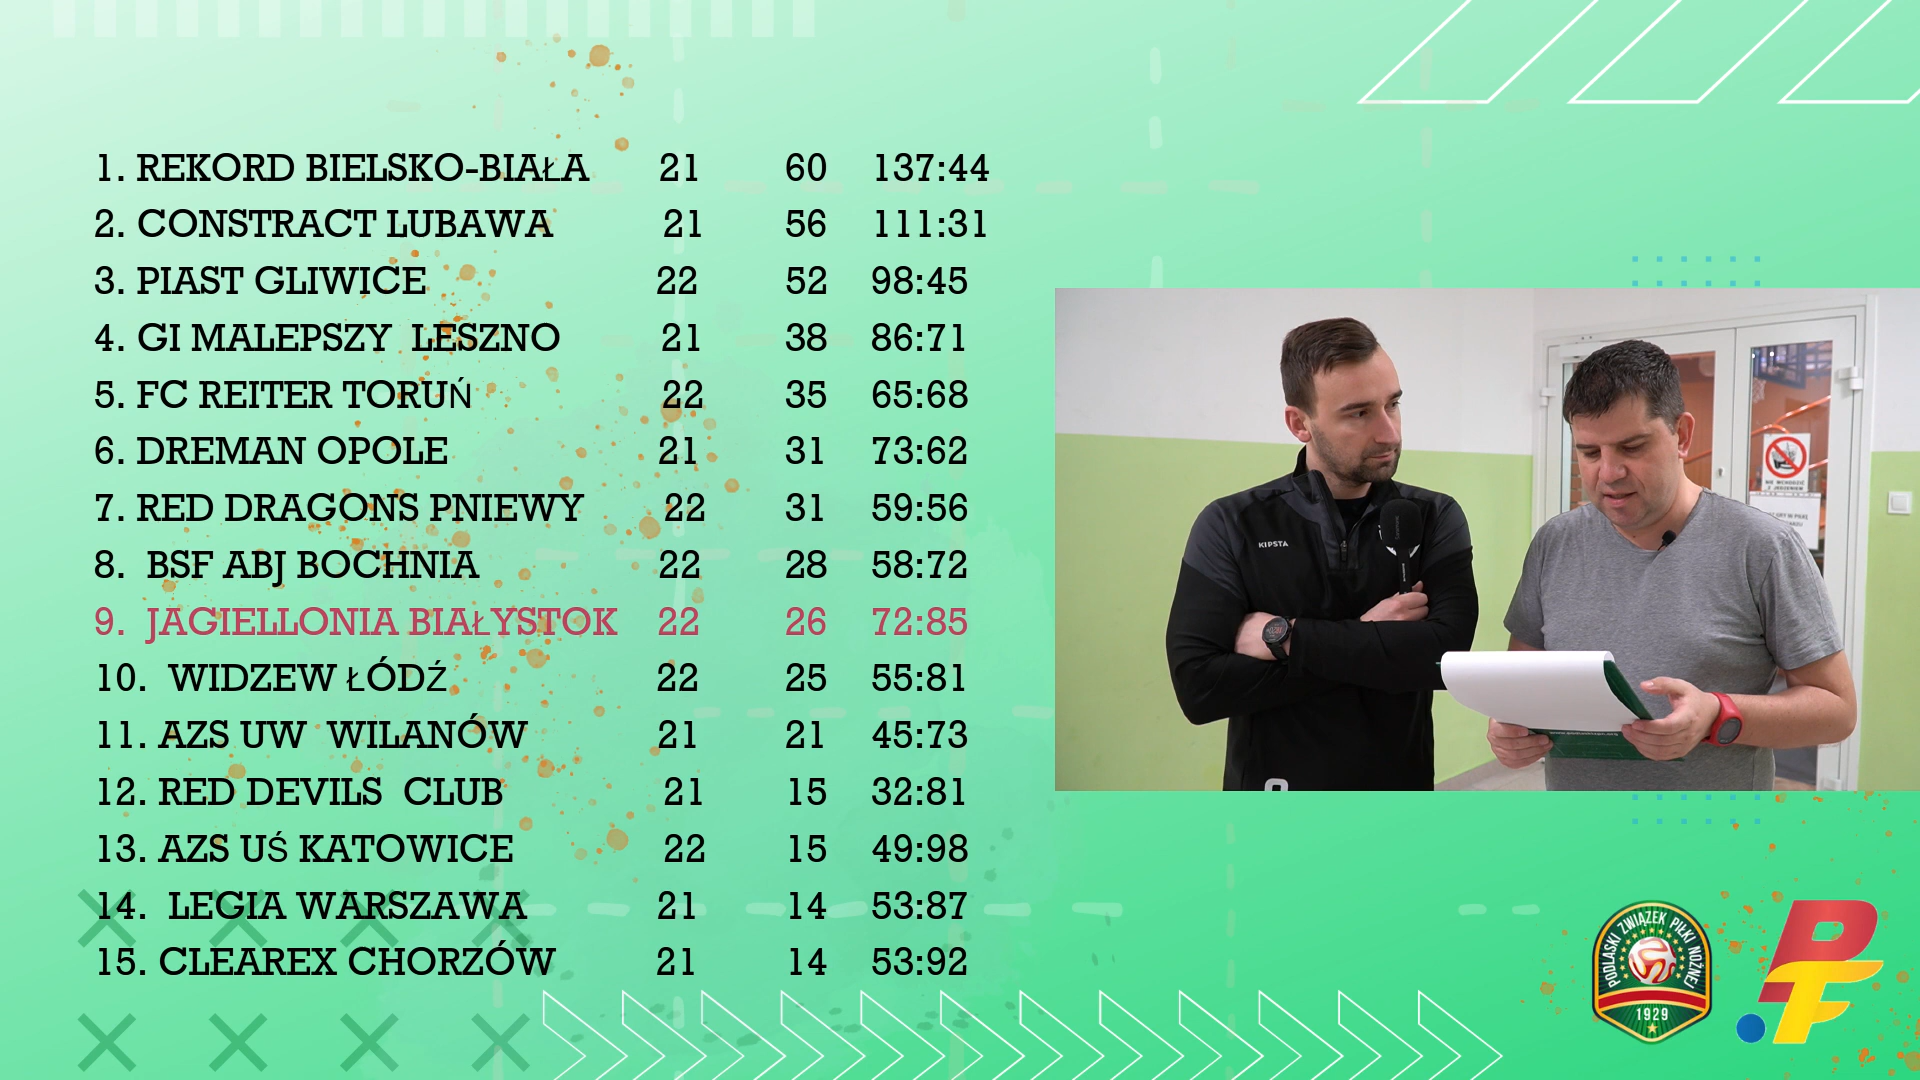 1. REKORD BIELSKO-BIAŁA 21 60 137:44
2. CONSTRACT LUBAWA 21 56 111:31
3. PIAST GLIWICE 22 52 98:45
4. GI MALEPSZY LESZNO 21 38 86:71
5. FC REITER TORUŃ 22 35 65:68
6. DREMAN OPOLE 21 31 73:62
7. RED DRAGONS PNIEWY 22 31 59:56
8. BSF ABJ BOCHNIA 22 28 58:72
9. JAGIELLONIA BIAŁYSTOK 22 26 72:85
10. WIDZEW ŁÓDŹ 22 25 55:81
11. AZS UW WILANÓW 21 21 45:73
12. RED DEVILS CLUB 21 15 32:81
13. AZS UŚ KATOWICE 22 15 49:98
14. LEGIA WARSZAWA 21 14 53:87
15. CLEAREX CHORZÓW 21 14 53:92
KIPSTA
NIE WCHODZIĆ
Z JEDZENIEM
PODLASKI ZWIĄZEK PIŁKI NOŻNEJ
1929